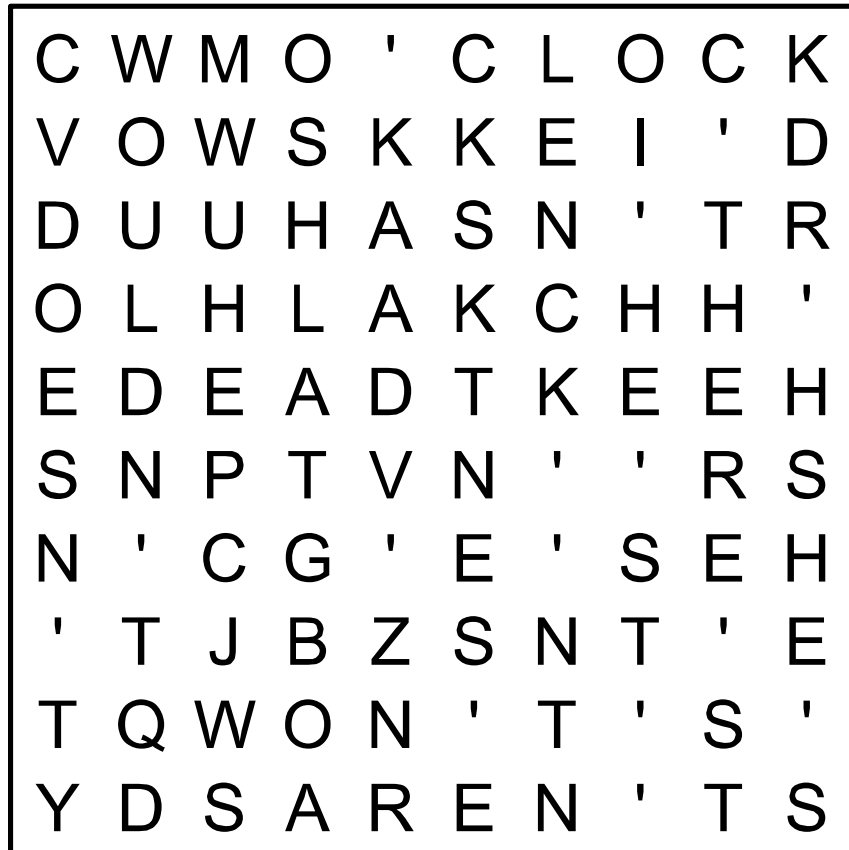 C W M O ' C L O C K
V O W S K K E I ' D
D U U H A S N ' T R
O L H L A K C H H '
E D E A D T K E E H
S N P T V N ' ' R S
N ' C G ' E ' S E H
' T J B Z S N T ' E
T Q W O N ' T ' S '
Y D S A R E N ' T S